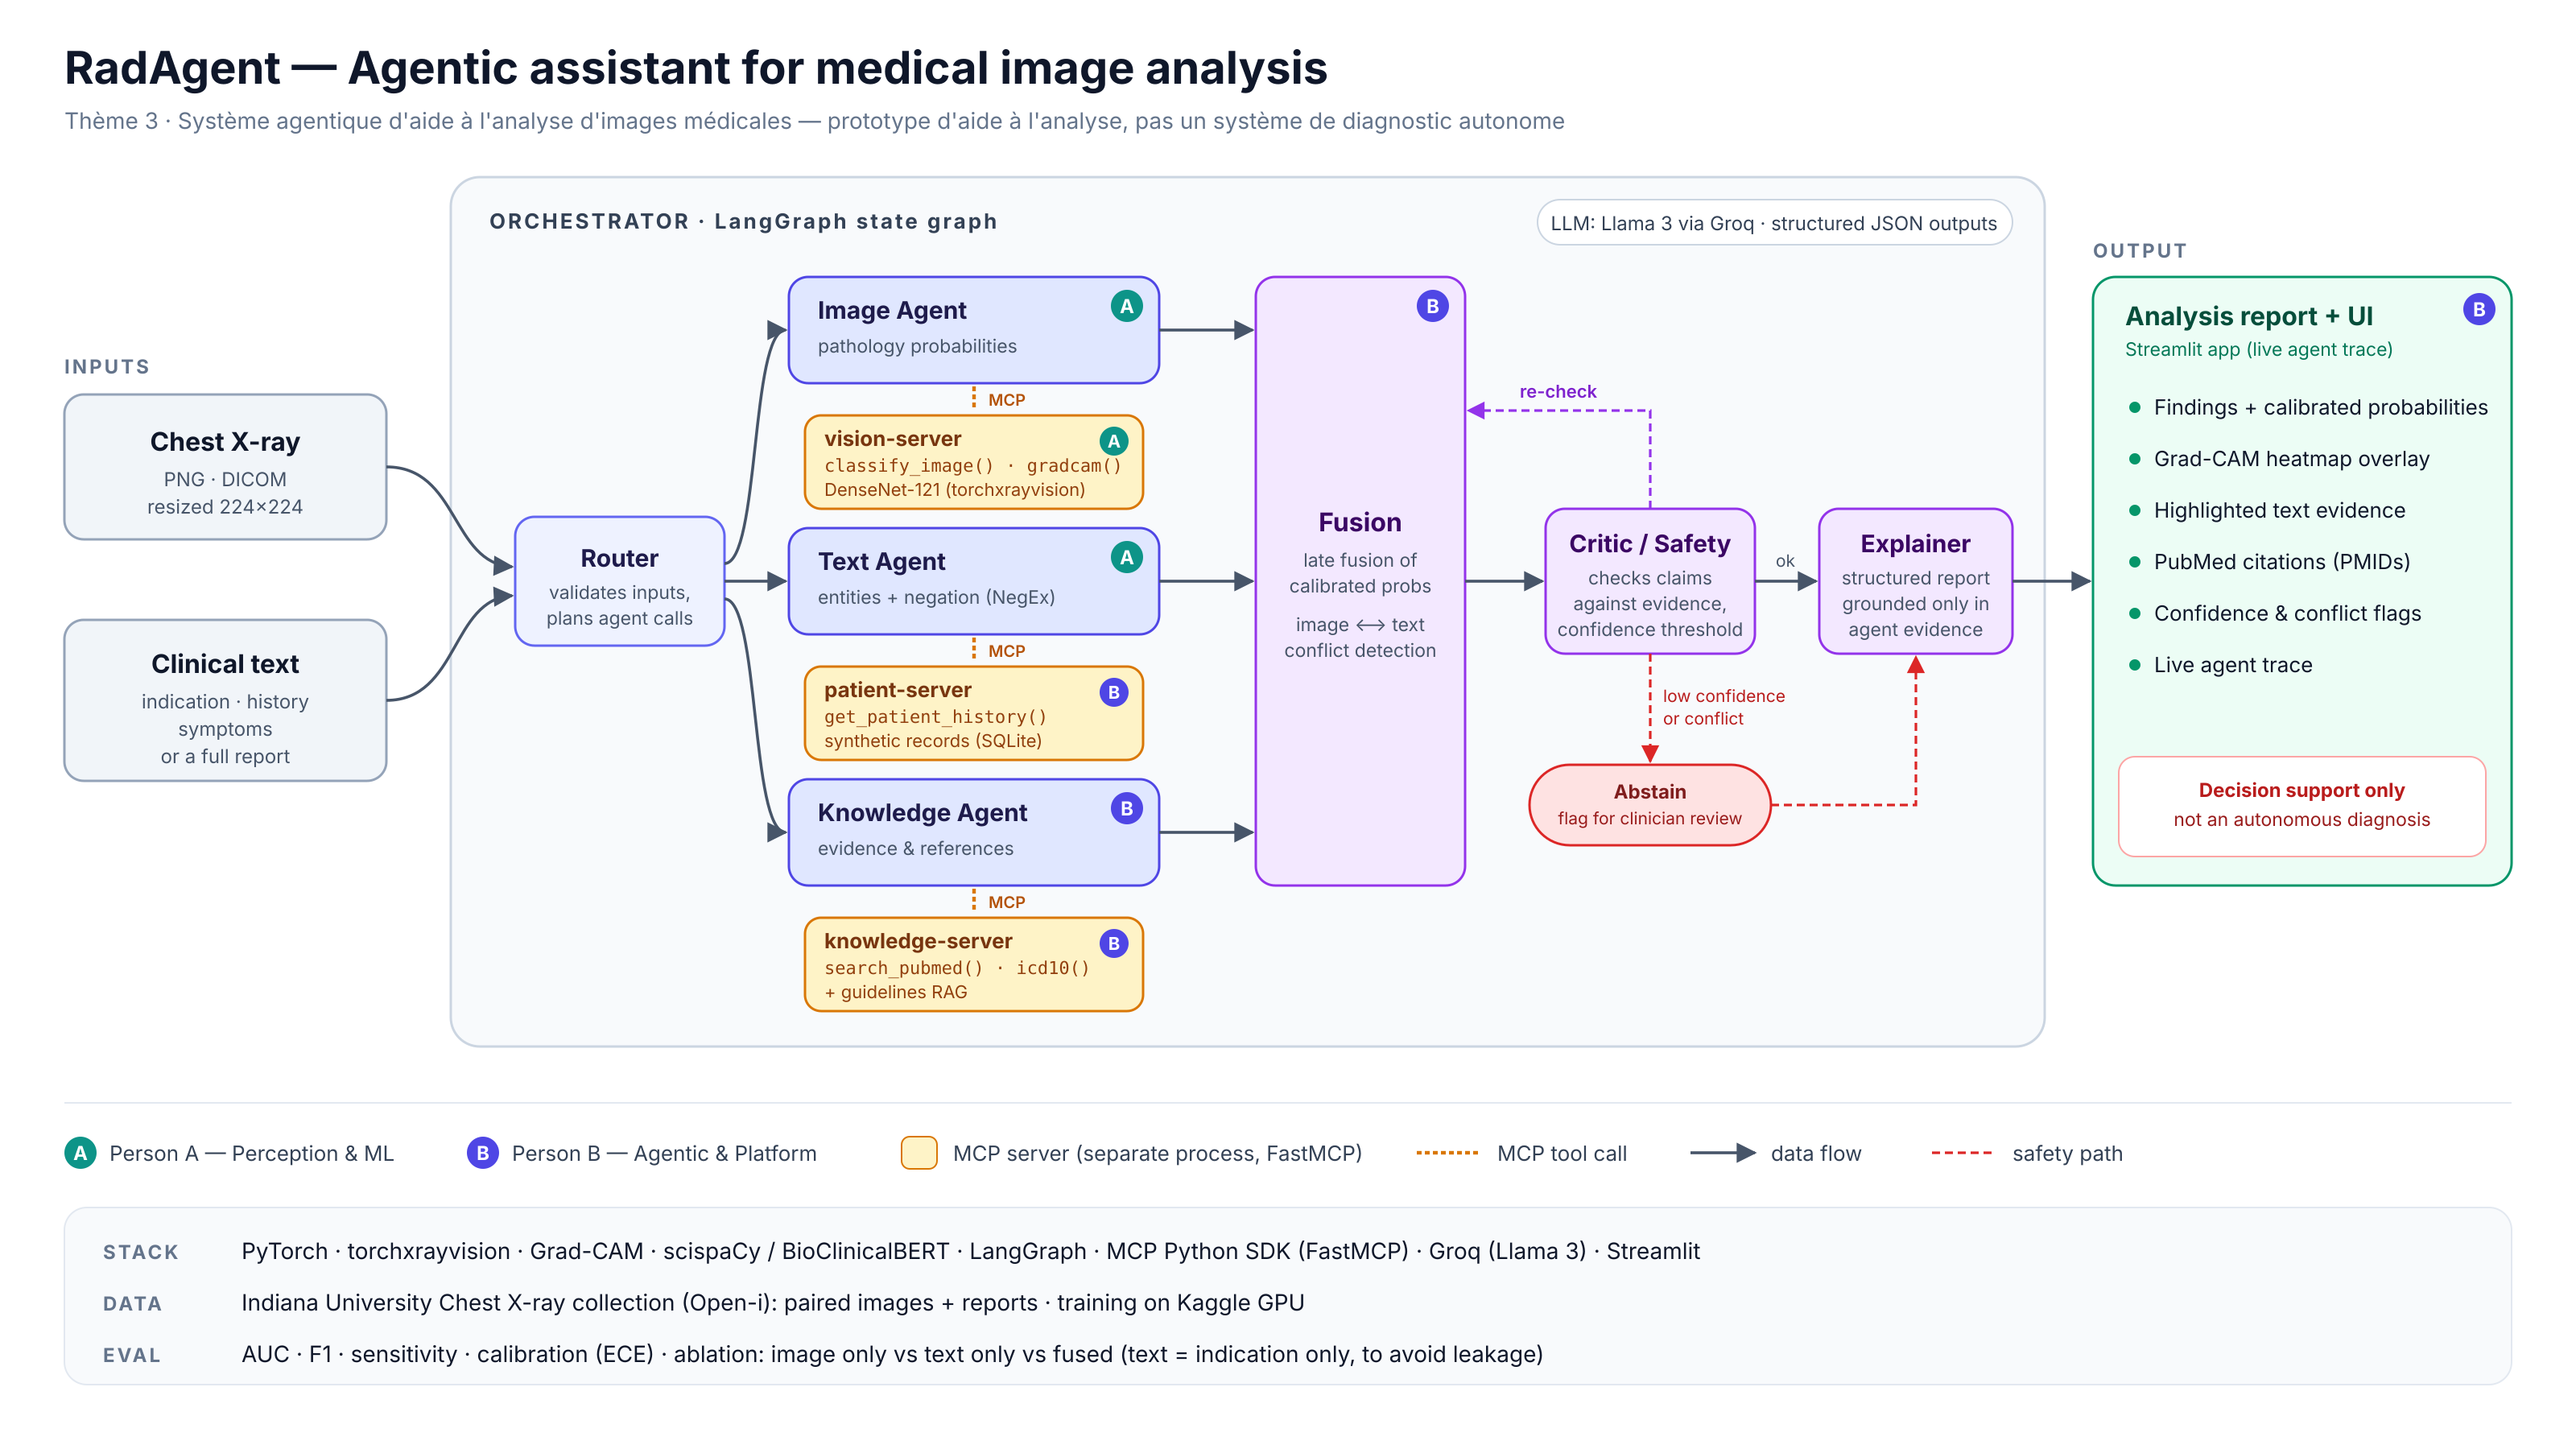 RadAgent — Agentic assistant for medical image analysis
Thème 3 · Système agentique d'aide à l'analyse d'images médicales — prototype d'aide à l'analyse, pas un système de diagnostic autonome
INPUTS
Chest X-ray
PNG · DICOM
resized 224×224
Clinical text
indication · history
symptoms
or a full report
ORCHESTRATOR · LangGraph state graph
LLM: Llama 3 via Groq · structured JSON outputs
Router
validates inputs,
plans agent calls
Image Agent
A
pathology probabilities
MCP
vision-server
A
classify_image() · gradcam()
DenseNet-121 (torchxrayvision)
Text Agent
A
entities + negation (NegEx)
MCP
patient-server
B
get_patient_history()
synthetic records (SQLite)
Knowledge Agent
B
evidence & references
MCP
knowledge-server
B
search_pubmed() · icd10()
+ guidelines RAG
B
Fusion
late fusion of
calibrated probs
image ⟷ text
conflict detection
re-check
Critic / Safety
checks claims
against evidence,
confidence threshold
ok
Explainer
structured report
grounded only in
agent evidence
low confidence
or conflict
Abstain
flag for clinician review
OUTPUT
Analysis report + UI
B
Streamlit app (live agent trace)
Findings + calibrated probabilities
Grad-CAM heatmap overlay
Highlighted text evidence
PubMed citations (PMIDs)
Confidence & conflict flags
Live agent trace
Decision support only
not an autonomous diagnosis
A Person A — Perception & ML
B Person B — Agentic & Platform
MCP server (separate process, FastMCP)
MCP tool call
data flow
safety path
STACK PyTorch · torchxrayvision · Grad-CAM · scispaCy / BioClinicalBERT · LangGraph · MCP Python SDK (FastMCP) · Groq (Llama 3) · Streamlit
DATA Indiana University Chest X-ray collection (Open-i): paired images + reports · training on Kaggle GPU
EVAL AUC · F1 · sensitivity · calibration (ECE) · ablation: image only vs text only vs fused (text = indication only, to avoid leakage)